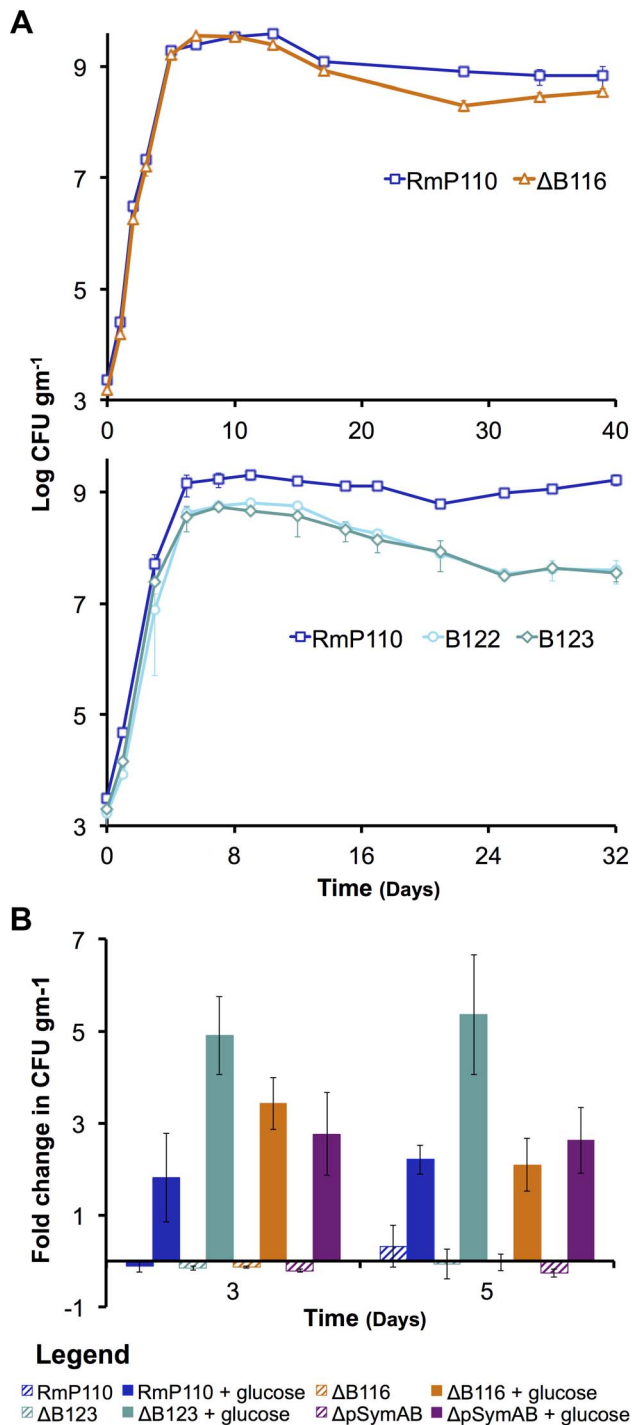 A
9
7
5
3
RmP110 ΔB116
0 10 20 30 40
Log CFU gm-1
9
7
5
3
RmP110 B122 B123
0 8 16 24 32
Time (Days)
B
7
5
3
1
-1
Fold change in CFU gm-1
3 5
Time (Days)
Legend
RmP110 RmP110 + glucose ΔB116 ΔB116 + glucose
ΔB123 ΔB123 + glucose ΔpSymAB ΔpSymAB + glucose